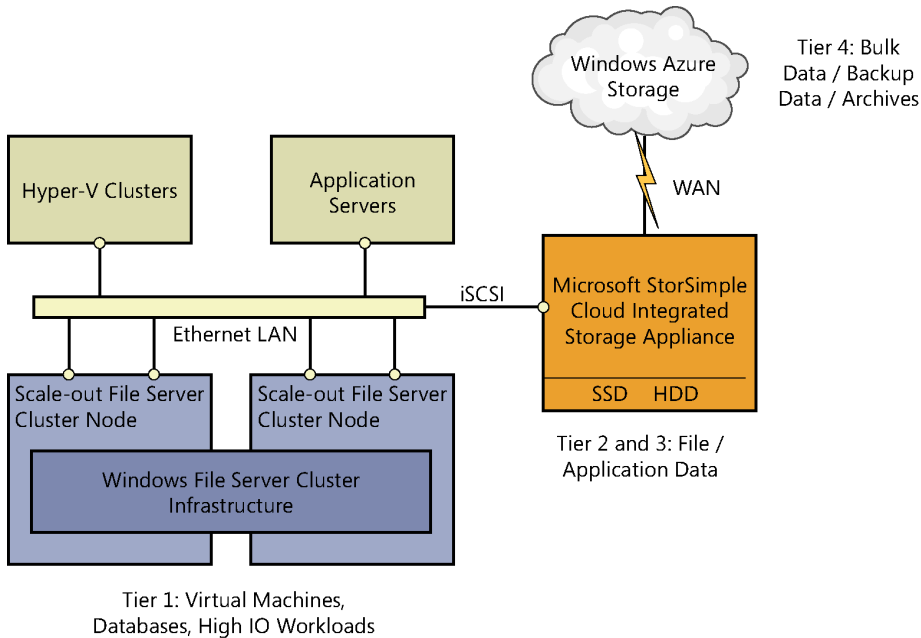 Windows Azure
Storage
Tier 4: Bulk
Data / Backup
Data / Archives
Hyper-V Clusters
Application
Servers
WAN
iSCSI
Microsoft StorSimple
Cloud Integrated
Storage Appliance
SSD HDD
Ethernet LAN
Scale-out File Server
Cluster Node
Scale-out File Server
Cluster Node
Windows File Server Cluster
Infrastructure
Tier 2 and 3: File /
Application Data
Tier 1: Virtual Machines,
Databases, High IO Workloads